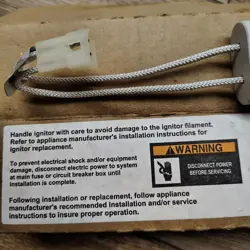 Handle ignitor with care to avoid damage to the ignitor filament.
Refer to appliance manufacturer's installation instructions for
ignitor replacement.
To prevent electrical shock and/or equipment
damage, disconnect electric power to system
at main fuse or circuit breaker box until
installation is complete.
WARNING
DISCONNECT POWER
BEFORE SERVICING
Following installation or replacement, follow appliance
manufacturer's recommended installation and/or service
instructions to insure proper operation.